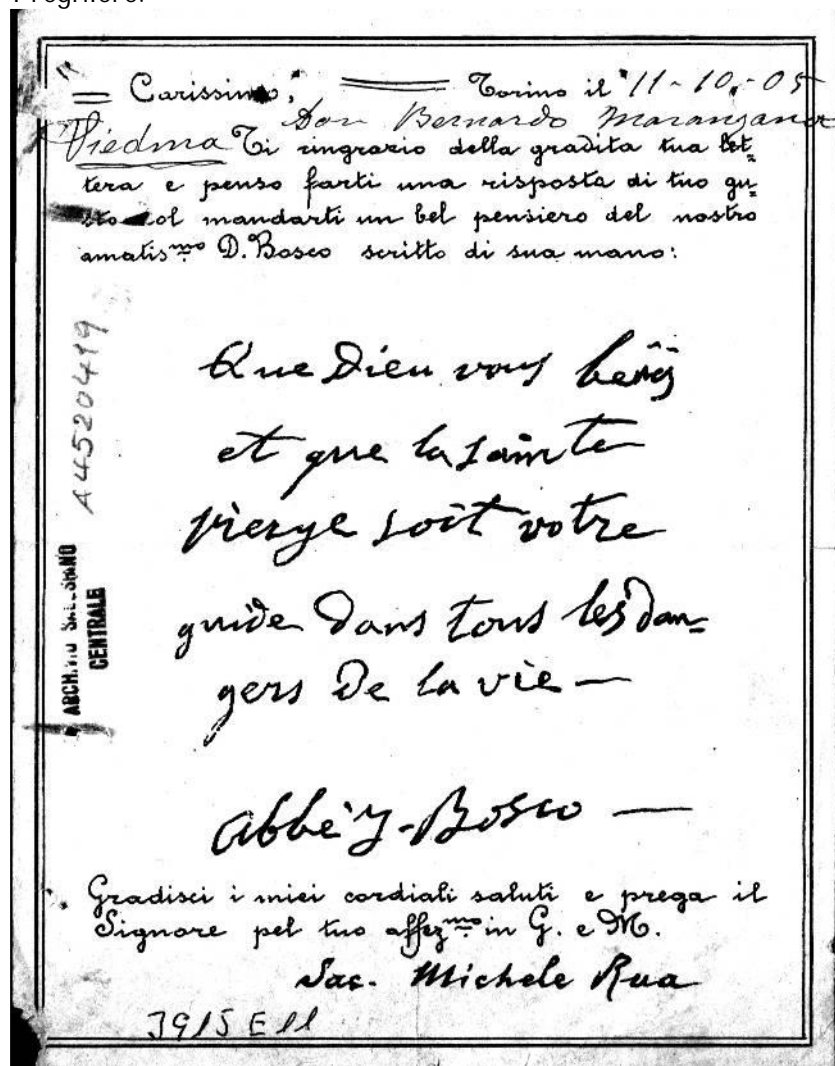 Carissimo, Torino il 11-10-05
Don Bernardo Maranzana
Viedma Ti ringrazio della gradita tua let=
tera e penso farti una risposta di tuo gu=
sto col mandarti un bel pensiero del nostro
amatis.mo D. Bosco scritto di sua mano:
Que Dieu vous
et que la sainte
vierge soit votre
guide dans tous les dan=
gers de la vie —
abbé J-Bosco —
Gradisci i miei cordiali saluti e prega il
Signore pel tuo affez.mo in G. e M.
Sac. Michele Rua
3915 E 11
A4520419
CENTRALE